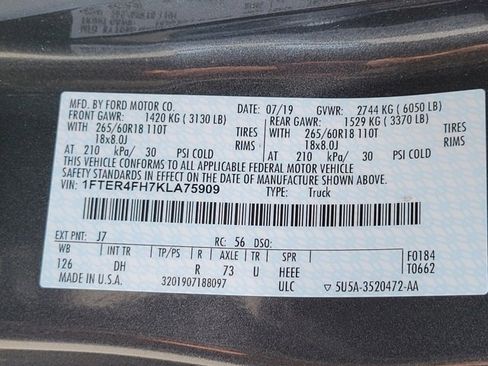 MFD. BY FORD MOTOR CO. 07/19 GVWR: 2744 KG ( 6050 LB)
FRONT GAWR: 1420 KG ( 3130 LB) REAR GAWR: 1529 KG ( 3370 LB)
WITH 265/60R18 110T TIRES WITH 265/60R18 110T TIRES
18x8.0J RIMS 18x8.0J RIMS
AT 210 kPa/ 30 PSI COLD AT 210 kPa/ 30 PSI COLD
THIS VEHICLE CONFORMS TO ALL APPLICABLE FEDERAL MOTOR VEHICLE
SAFETY STANDARDS IN EFFECT ON THE DATE OF MANUFACTURE SHOWN ABOVE.
VIN: 1FTER4FH7KLA75909 TYPE: Truck
EXT PNT: J7 RC: 56 DSO:
WB INT TR TP/PS R AXLE TR SPR F0184
126 DH R 73 U HEEE T0662
MADE IN U.S.A. 3201907188097 ULC ▽ 5U5A-3520472-AA